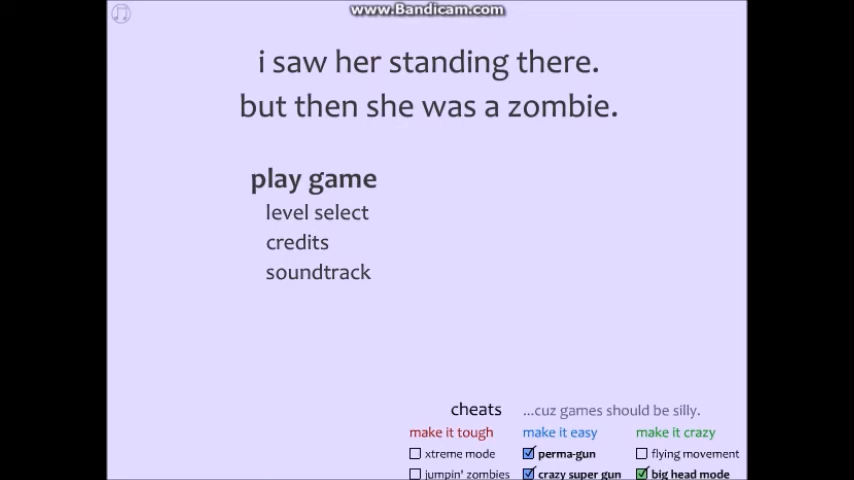 www.Bandicam.com
i saw her standing there.
but then she was a zombie.
play game
level select
credits
soundtrack
cheats ...cuz games should be silly.
make it tough make it easy make it crazy
xtreme mode perma-gun flying movement
jumpin' zombies crazy super gun big head mode